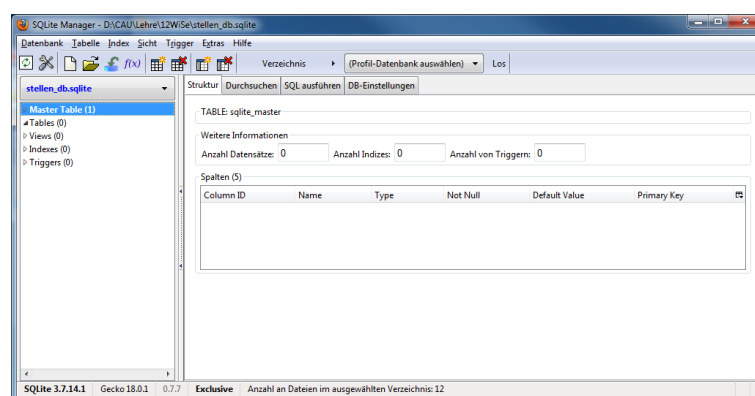 SQLite Manager - D:\CAU\Lehre\12WiSe\stellen_db.sqlite
Datenbank Tabelle Index Sicht Trigger Extras Hilfe
f(x) Verzeichnis (Profil-Datenbank auswählen) Los
stellen_db.sqlite
Struktur Durchsuchen SQL ausführen DB-Einstellungen
Master Table (1)
Tables (0)
Views (0)
Indexes (0)
Triggers (0)
TABLE: sqlite_master
Weitere Informationen
Anzahl Datensätze: 0 Anzahl Indizes: 0 Anzahl von Triggern: 0
Spalten (5)
Column ID Name Type Not Null Default Value Primary Key
SQLite 3.7.14.1 Gecko 18.0.1 0.7.7 Exclusive Anzahl an Dateien im ausgewählten Verzeichnis: 12